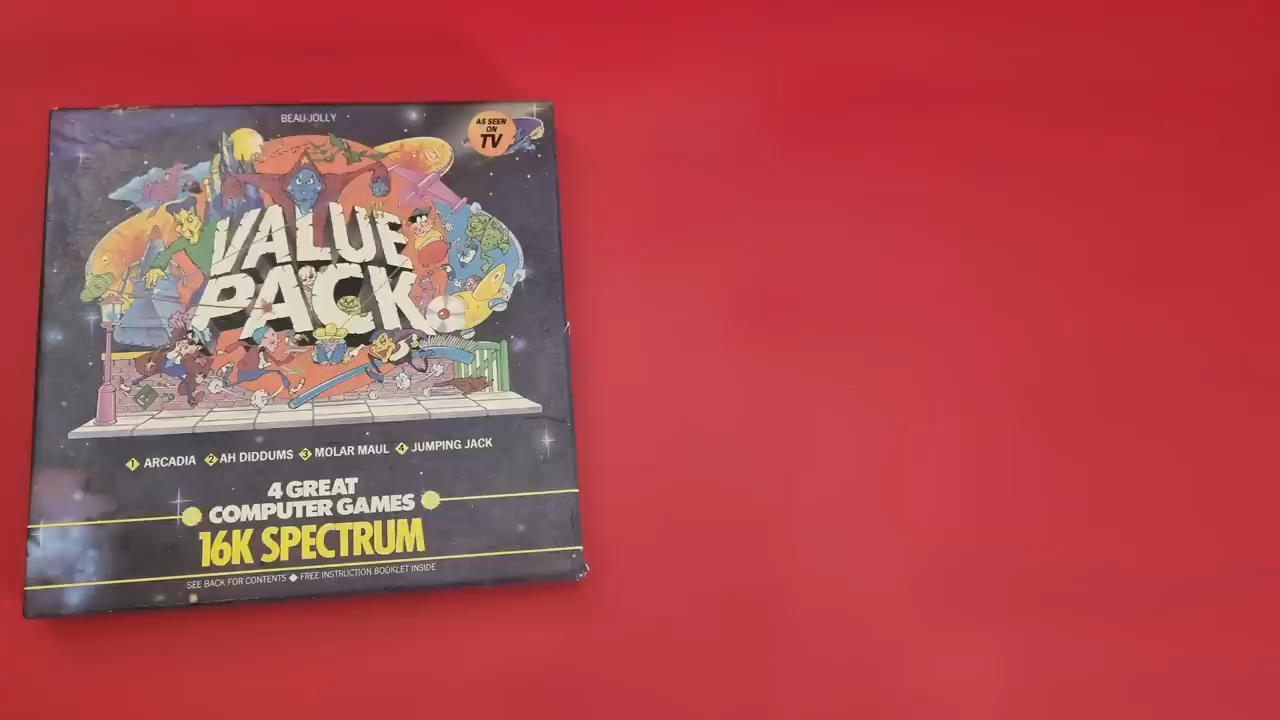 BEAU-JOLLY
AS SEEN
ON
TV
VALUE
PACK
1 ARCADIA 2 AH DIDDUMS 3 MOLAR MAUL 4 JUMPING JACK
4 GREAT
COMPUTER GAMES
16K SPECTRUM
SEE BACK FOR CONTENTS ◆ FREE INSTRUCTION BOOKLET INSIDE